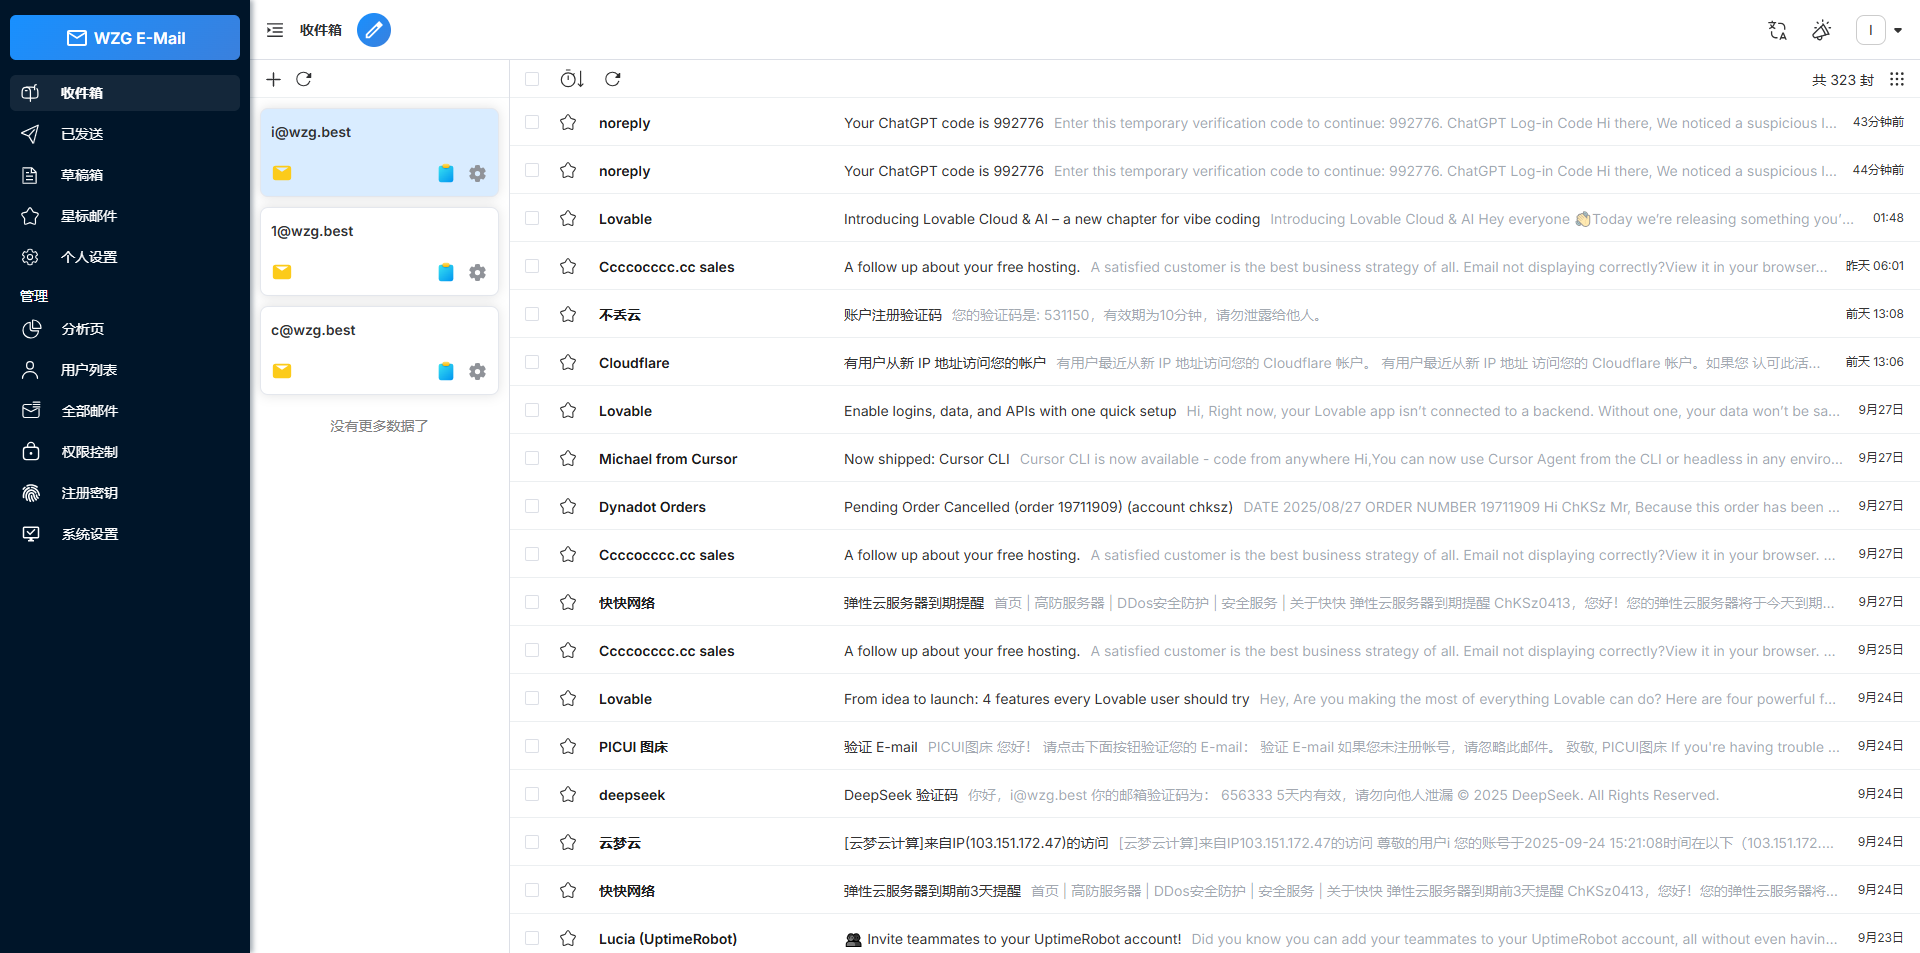 WZG E-Mail
收件箱
已发送
草稿箱
星标邮件
个人设置
管理
分析页
用户列表
全部邮件
权限控制
注册密钥
系统设置
收件箱
I
i@wzg.best
1@wzg.best
c@wzg.best
没有更多数据了
共 323 封
noreply Your ChatGPT code is 992776 Enter this temporary verification code to continue: 992776. ChatGPT Log-in Code Hi there, We noticed a suspicious l... 43分钟前
noreply Your ChatGPT code is 992776 Enter this temporary verification code to continue: 992776. ChatGPT Log-in Code Hi there, We noticed a suspicious l... 44分钟前
Lovable Introducing Lovable Cloud & AI – a new chapter for vibe coding Introducing Lovable Cloud & AI Hey everyone 👏Today we’re releasing something you’... 01:48
Ccccocccc.cc sales A follow up about your free hosting. A satisfied customer is the best business strategy of all. Email not displaying correctly?View it in your browser... 昨天 06:01
不丢云 账户注册验证码 您的验证码是: 531150，有效期为10分钟，请勿泄露给他人。 前天 13:08
Cloudflare 有用户从新 IP 地址访问您的帐户 有用户最近从新 IP 地址访问您的 Cloudflare 帐户。 有用户最近从新 IP 地址 访问您的 Cloudflare 帐户。如果您 认可此活... 前天 13:06
Lovable Enable logins, data, and APIs with one quick setup Hi, Right now, your Lovable app isn’t connected to a backend. Without one, your data won’t be sa... 9月27日
Michael from Cursor Now shipped: Cursor CLI Cursor CLI is now available - code from anywhere Hi,You can now use Cursor Agent from the CLI or headless in any enviro... 9月27日
Dynadot Orders Pending Order Cancelled (order 19711909) (account chksz) DATE 2025/08/27 ORDER NUMBER 19711909 Hi ChKSz Mr, Because this order has been ... 9月27日
Ccccocccc.cc sales A follow up about your free hosting. A satisfied customer is the best business strategy of all. Email not displaying correctly?View it in your browser. ... 9月27日
快快网络 弹性云服务器到期提醒 首页 | 高防服务器 | DDos安全防护 | 安全服务 | 关于快快 弹性云服务器到期提醒 ChKSz0413，您好！您的弹性云服务器将于今天到期... 9月27日
Ccccocccc.cc sales A follow up about your free hosting. A satisfied customer is the best business strategy of all. Email not displaying correctly?View it in your browser. ... 9月25日
Lovable From idea to launch: 4 features every Lovable user should try Hey, Are you making the most of everything Lovable can do? Here are four powerful f... 9月24日
PICUI 图床 验证 E-mail PICUI图床 您好！ 请点击下面按钮验证您的 E-mail： 验证 E-mail 如果您未注册帐号，请忽略此邮件。 致敬, PICUI图床 If you're having trouble ... 9月24日
deepseek DeepSeek 验证码 你好，i@wzg.best 你的邮箱验证码为： 656333 5天内有效，请勿向他人泄漏 © 2025 DeepSeek. All Rights Reserved. 9月24日
云梦云 [云梦云计算]来自IP(103.151.172.47)的访问 [云梦云计算]来自IP103.151.172.47的访问 尊敬的用户i 您的账号于2025-09-24 15:21:08时间在以下（103.151.172.... 9月24日
快快网络 弹性云服务器到期前3天提醒 首页 | 高防服务器 | DDos安全防护 | 安全服务 | 关于快快 弹性云服务器到期前3天提醒 ChKSz0413，您好！您的弹性云服务器将... 9月24日
Lucia (UptimeRobot) 👥 Invite teammates to your UptimeRobot account! Did you know you can add your teammates to your UptimeRobot account, all without even havin... 9月23日